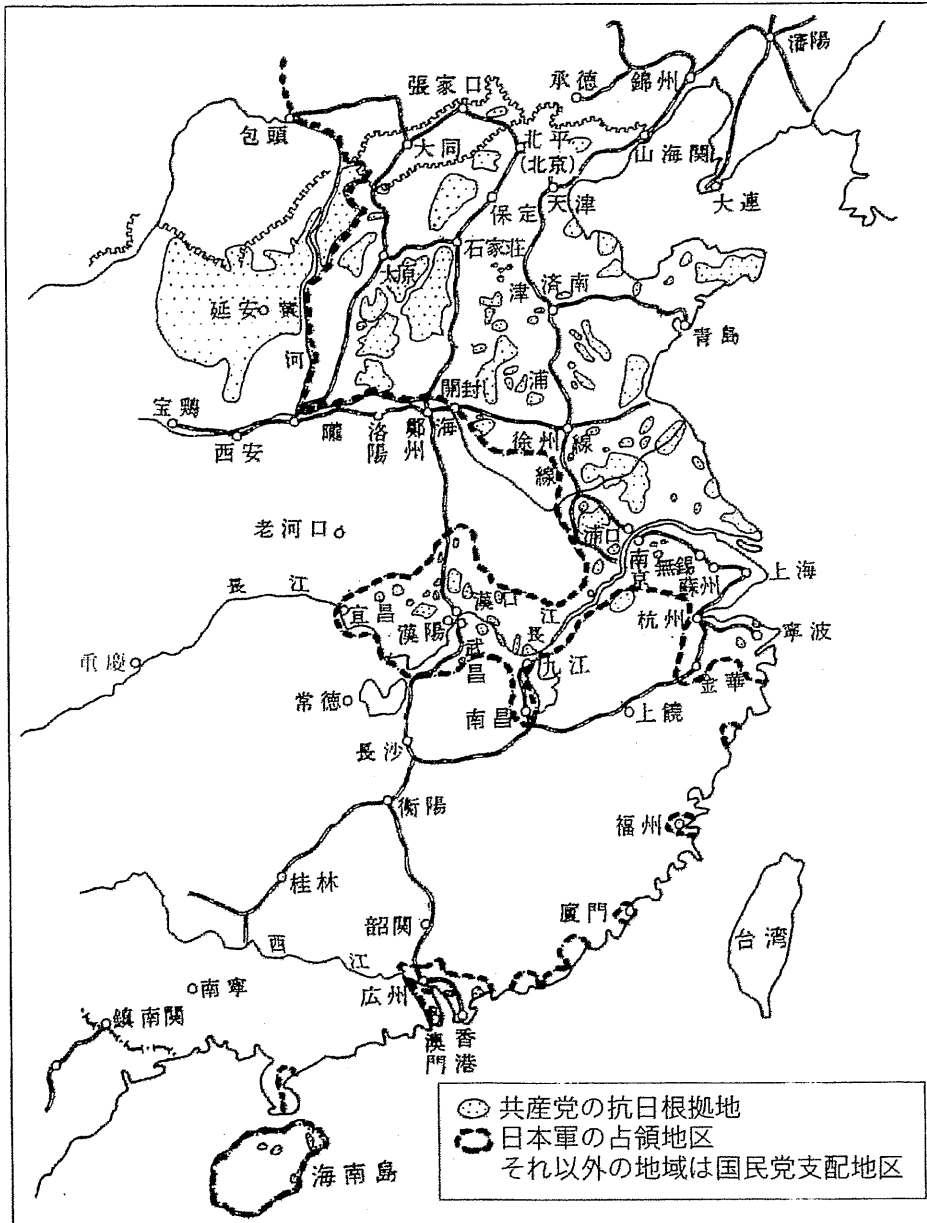 瀋陽
承徳
錦州
張家口
包頭
大同
北平
(北京)
山海関
天津
大連
保定
石家荘
太原
延安
黄
河
津
済南
青島
浦
開封
宝鶏
西安
隴
洛陽
鄭州
海
徐州
線
線
老河口
浦口
南京
無錫
蘇州
上海
長江
宜昌
漢口
漢陽
武昌
長
江
九江
杭州
寧波
重慶
常徳
南昌
金華
上饒
長沙
衡陽
福州
桂林
廈門
韶関
台湾
西江
広州
南寧
鎮南関
澳門
香港
海南島
共産党の抗日根拠地
日本軍の占領地区
それ以外の地域は国民党支配地区